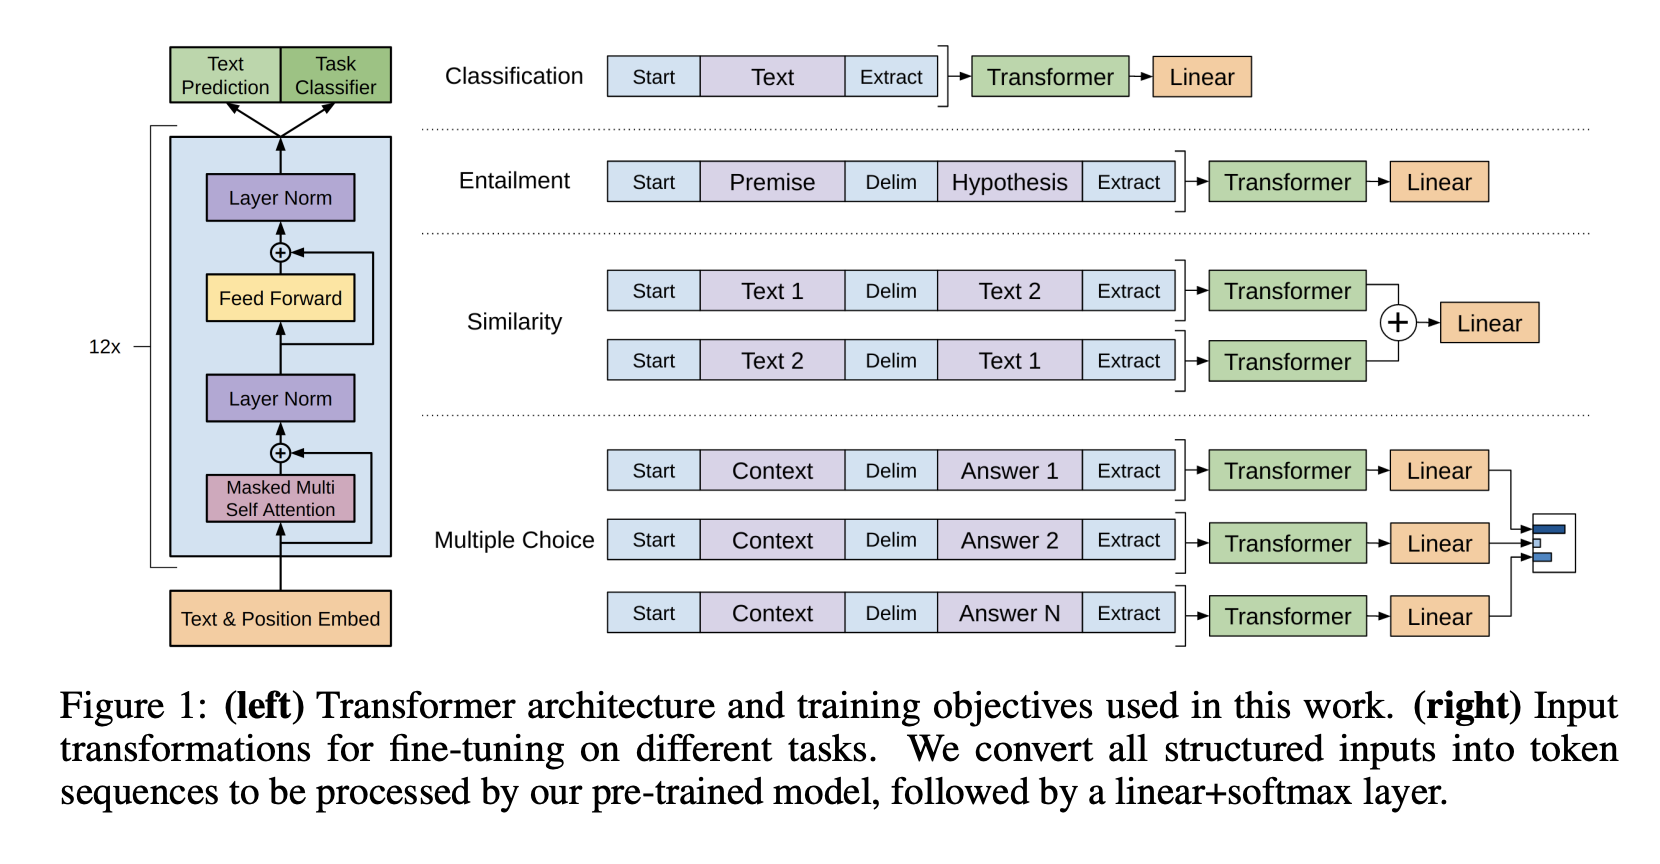 Text
Prediction
Task
Classifier
Layer Norm
+
Feed Forward
12x
Layer Norm
+
Masked Multi
Self Attention
Text & Position Embed
Classification
Start Text Extract Transformer Linear
Entailment
Start Premise Delim Hypothesis Extract Transformer Linear
Similarity
Start Text 1 Delim Text 2 Extract Transformer
+ Linear
Start Text 2 Delim Text 1 Extract Transformer
Multiple Choice
Start Context Delim Answer 1 Extract Transformer Linear
Start Context Delim Answer 2 Extract Transformer Linear
Start Context Delim Answer N Extract Transformer Linear
Figure 1: (left) Transformer architecture and training objectives used in this work. (right) Input
transformations for fine-tuning on different tasks. We convert all structured inputs into token
sequences to be processed by our pre-trained model, followed by a linear+softmax layer.